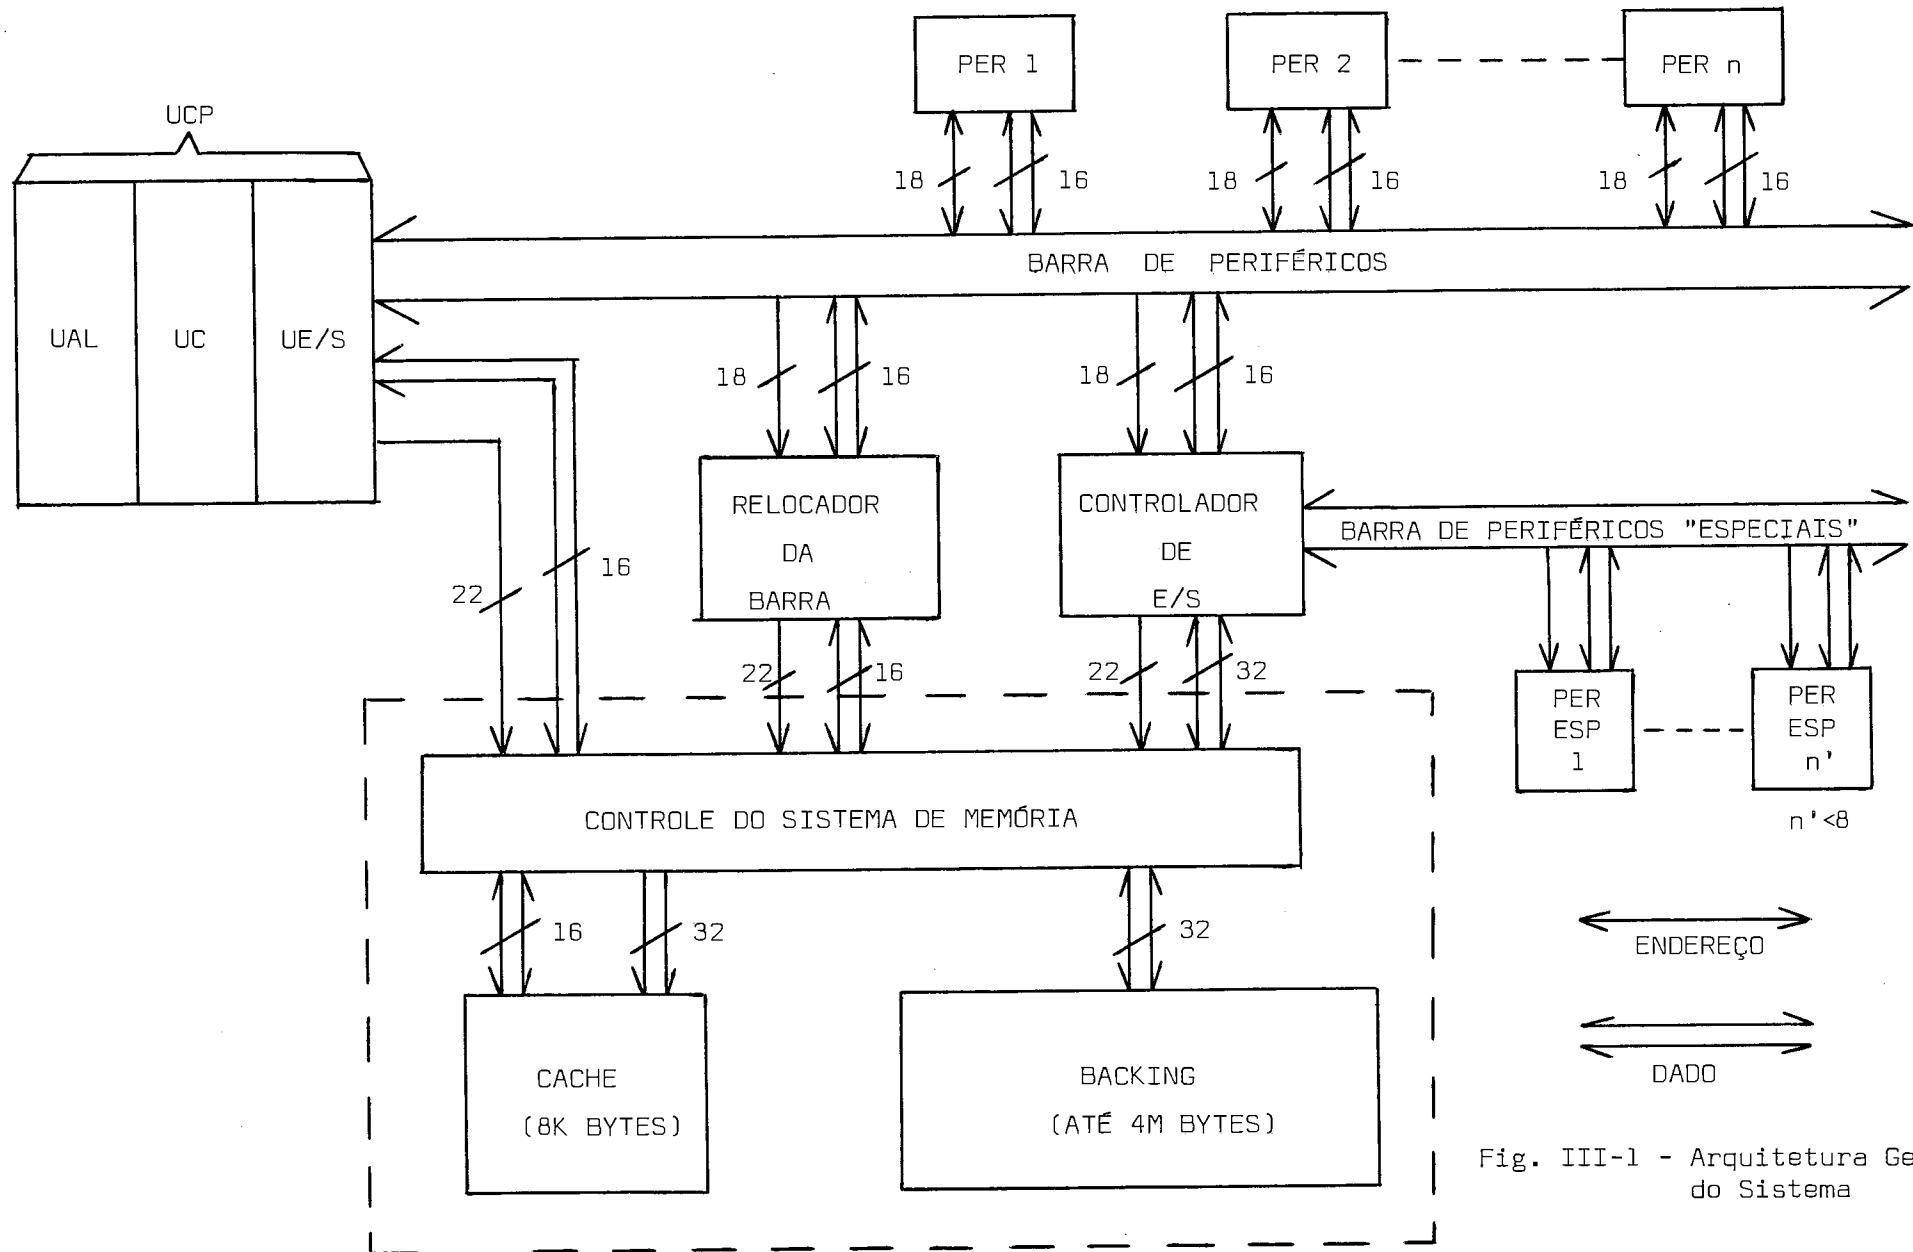 PER 1
PER 2
PER n
UCP
18
16
18
16
18
16
BARRA DE PERIFÉRICOS
UAL
UC
UE/S
18
16
18
16
RELOCADOR
DA
BARRA
CONTROLADOR
DE
E/S
BARRA DE PERIFÉRICOS "ESPECIAIS"
22
16
22
16
22
32
PER
ESP
1
PER
ESP
n'
n'<8
CONTROLE DO SISTEMA DE MEMÓRIA
16
32
32
ENDEREÇO
CACHE
(8K BYTES)
BACKING
(ATÉ 4M BYTES)
DADO
Fig. III-1 - Arquitetura Ge
do Sistema